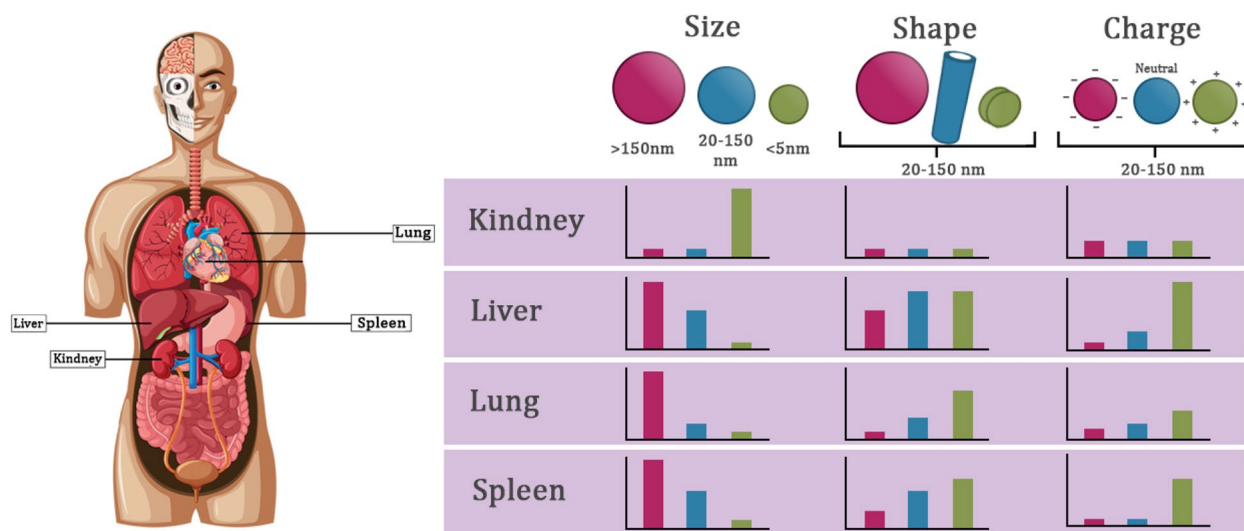 Size
Shape
Charge
>150nm
20-150
nm
<5nm
20-150 nm
- - - - - -
Neutral
+ + + + + + + +
20-150 nm
Lung
Liver
Spleen
Kindney
Kindney
Liver
Lung
Spleen